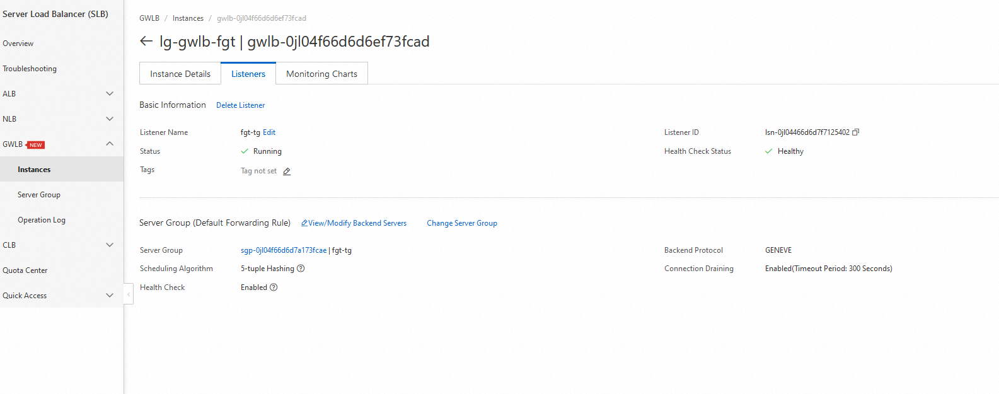 Server Load Balancer (SLB)
Overview
Troubleshooting
ALB
NLB
GWLB NEW
Instances
Server Group
Operation Log
CLB
Quota Center
Quick Access
GWLB / Instances / gwlb-0jl04f66d6d6ef73fcad
lg-gwlb-fgt | gwlb-0jl04f66d6d6ef73fcad
Instance Details Listeners Monitoring Charts
Basic Information Delete Listener
Listener Name fgt-tg Edit Listener ID lsn-0jl04466d6d7f7125402
Status Running Health Check Status Healthy
Tags Tag not set
Server Group (Default Forwarding Rule) View/Modify Backend Servers Change Server Group
Server Group sgp-0jl04f66d6d7a173fcae | fgt-tg Backend Protocol GENEVE
Scheduling Algorithm 5-tuple Hashing Connection Draining Enabled(Timeout Period: 300 Seconds)
Health Check Enabled